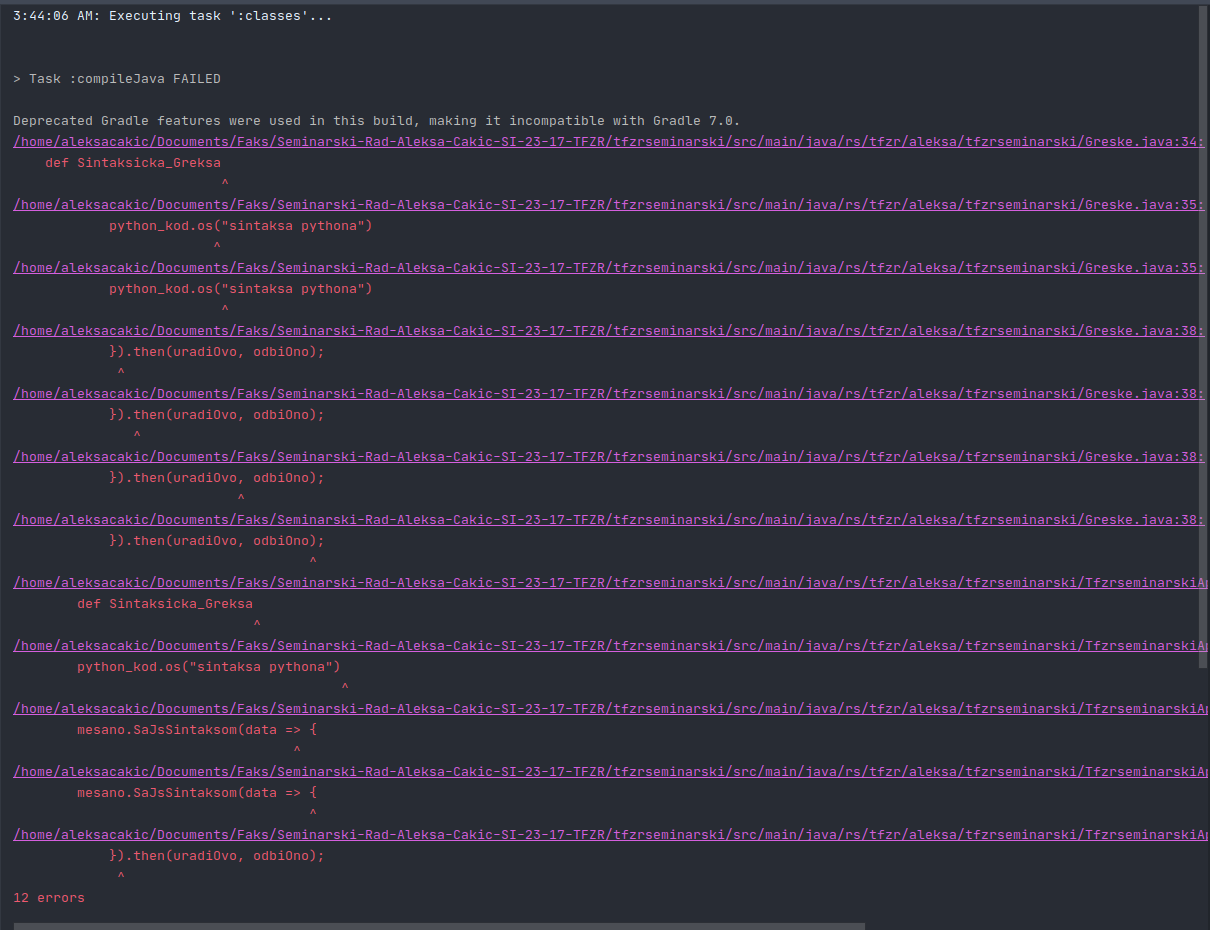 3:44:06 AM: Executing task ':classes'...
> Task :compileJava FAILED
Deprecated Gradle features were used in this build, making it incompatible with Gradle 7.0.
/home/aleksacakic/Documents/Faks/Seminarski-Rad-Aleksa-Cakic-SI-23-17-TFZR/tfzrseminarski/src/main/java/rs/tfzr/aleksa/tfzrseminarski/Greske.java:34:
def Sintaksicka_Greksa
^
/home/aleksacakic/Documents/Faks/Seminarski-Rad-Aleksa-Cakic-SI-23-17-TFZR/tfzrseminarski/src/main/java/rs/tfzr/aleksa/tfzrseminarski/Greske.java:35:
python_kod.os("sintaksa pythona")
^
/home/aleksacakic/Documents/Faks/Seminarski-Rad-Aleksa-Cakic-SI-23-17-TFZR/tfzrseminarski/src/main/java/rs/tfzr/aleksa/tfzrseminarski/Greske.java:35:
python_kod.os("sintaksa pythona")
^
/home/aleksacakic/Documents/Faks/Seminarski-Rad-Aleksa-Cakic-SI-23-17-TFZR/tfzrseminarski/src/main/java/rs/tfzr/aleksa/tfzrseminarski/Greske.java:38:
}).then(uradiOvo, odbiOno);
^
/home/aleksacakic/Documents/Faks/Seminarski-Rad-Aleksa-Cakic-SI-23-17-TFZR/tfzrseminarski/src/main/java/rs/tfzr/aleksa/tfzrseminarski/Greske.java:38:
}).then(uradiOvo, odbiOno);
^
/home/aleksacakic/Documents/Faks/Seminarski-Rad-Aleksa-Cakic-SI-23-17-TFZR/tfzrseminarski/src/main/java/rs/tfzr/aleksa/tfzrseminarski/Greske.java:38:
}).then(uradiOvo, odbiOno);
^
/home/aleksacakic/Documents/Faks/Seminarski-Rad-Aleksa-Cakic-SI-23-17-TFZR/tfzrseminarski/src/main/java/rs/tfzr/aleksa/tfzrseminarski/Greske.java:38:
}).then(uradiOvo, odbiOno);
^
/home/aleksacakic/Documents/Faks/Seminarski-Rad-Aleksa-Cakic-SI-23-17-TFZR/tfzrseminarski/src/main/java/rs/tfzr/aleksa/tfzrseminarski/TfzrseminarskiAp
def Sintaksicka_Greksa
^
/home/aleksacakic/Documents/Faks/Seminarski-Rad-Aleksa-Cakic-SI-23-17-TFZR/tfzrseminarski/src/main/java/rs/tfzr/aleksa/tfzrseminarski/TfzrseminarskiAp
python_kod.os("sintaksa pythona")
^
/home/aleksacakic/Documents/Faks/Seminarski-Rad-Aleksa-Cakic-SI-23-17-TFZR/tfzrseminarski/src/main/java/rs/tfzr/aleksa/tfzrseminarski/TfzrseminarskiAp
mesano.SaJsSintaksom(data => {
^
/home/aleksacakic/Documents/Faks/Seminarski-Rad-Aleksa-Cakic-SI-23-17-TFZR/tfzrseminarski/src/main/java/rs/tfzr/aleksa/tfzrseminarski/TfzrseminarskiAp
mesano.SaJsSintaksom(data => {
^
/home/aleksacakic/Documents/Faks/Seminarski-Rad-Aleksa-Cakic-SI-23-17-TFZR/tfzrseminarski/src/main/java/rs/tfzr/aleksa/tfzrseminarski/TfzrseminarskiAp
}).then(uradiOvo, odbiOno);
^
12 errors